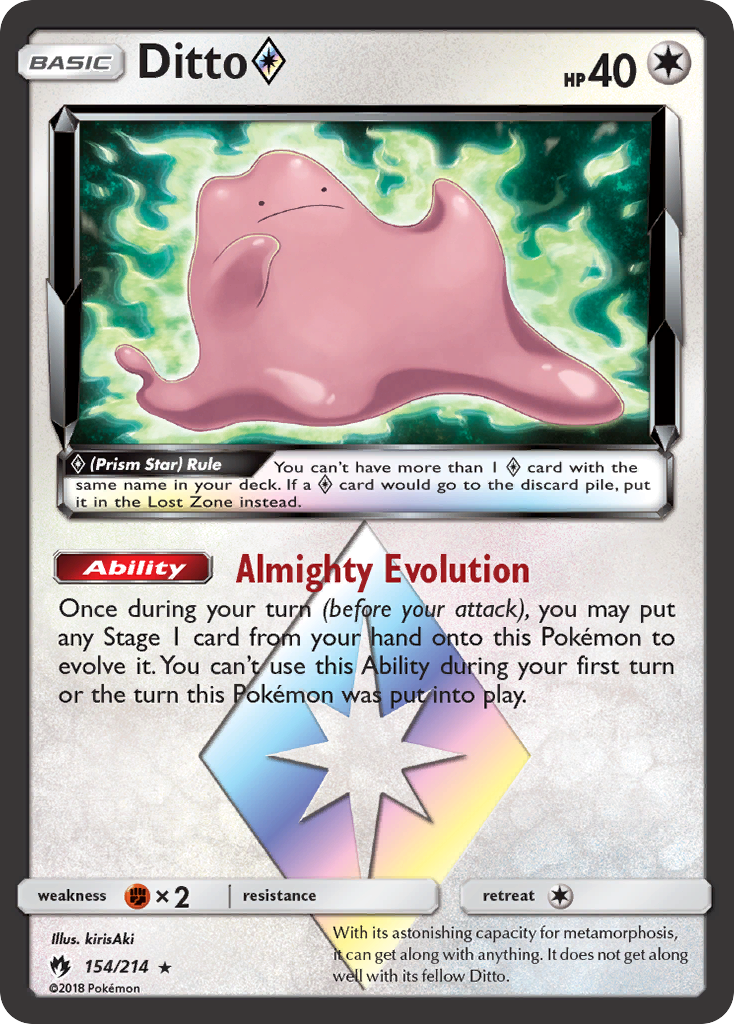 BASIC Ditto HP 40
(Prism Star) Rule You can't have more than 1 card with the
same name in your deck. If a card would go to the discard pile, put
it in the Lost Zone instead.
Ability Almighty Evolution
Once during your turn (before your attack), you may put
any Stage 1 card from your hand onto this Pokémon to
evolve it. You can't use this Ability during your first turn
or the turn this Pokémon was put into play.
weakness ×2 resistance retreat
Illus. kirisAki
154/214 ★
©2018 Pokémon
With its astonishing capacity for metamorphosis,
it can get along with anything. It does not get along
well with its fellow Ditto.